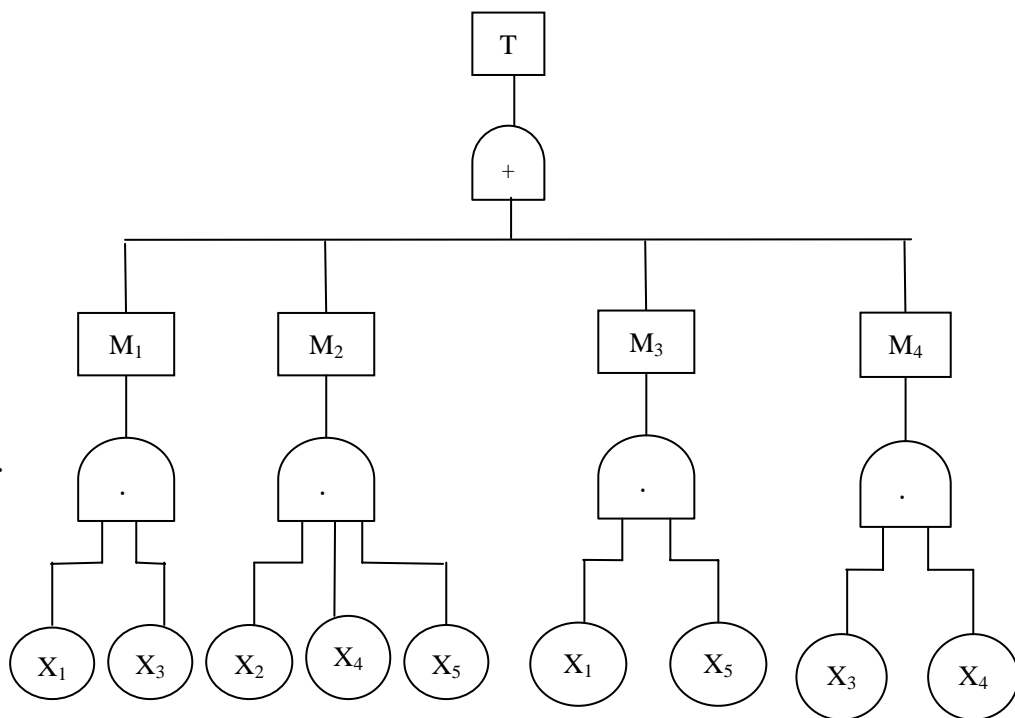 T
+
M₁ M₂ M₃ M₄
. . . .
X₁ X₃ X₂ X₄ X₅ X₁ X₅ X₃ X₄